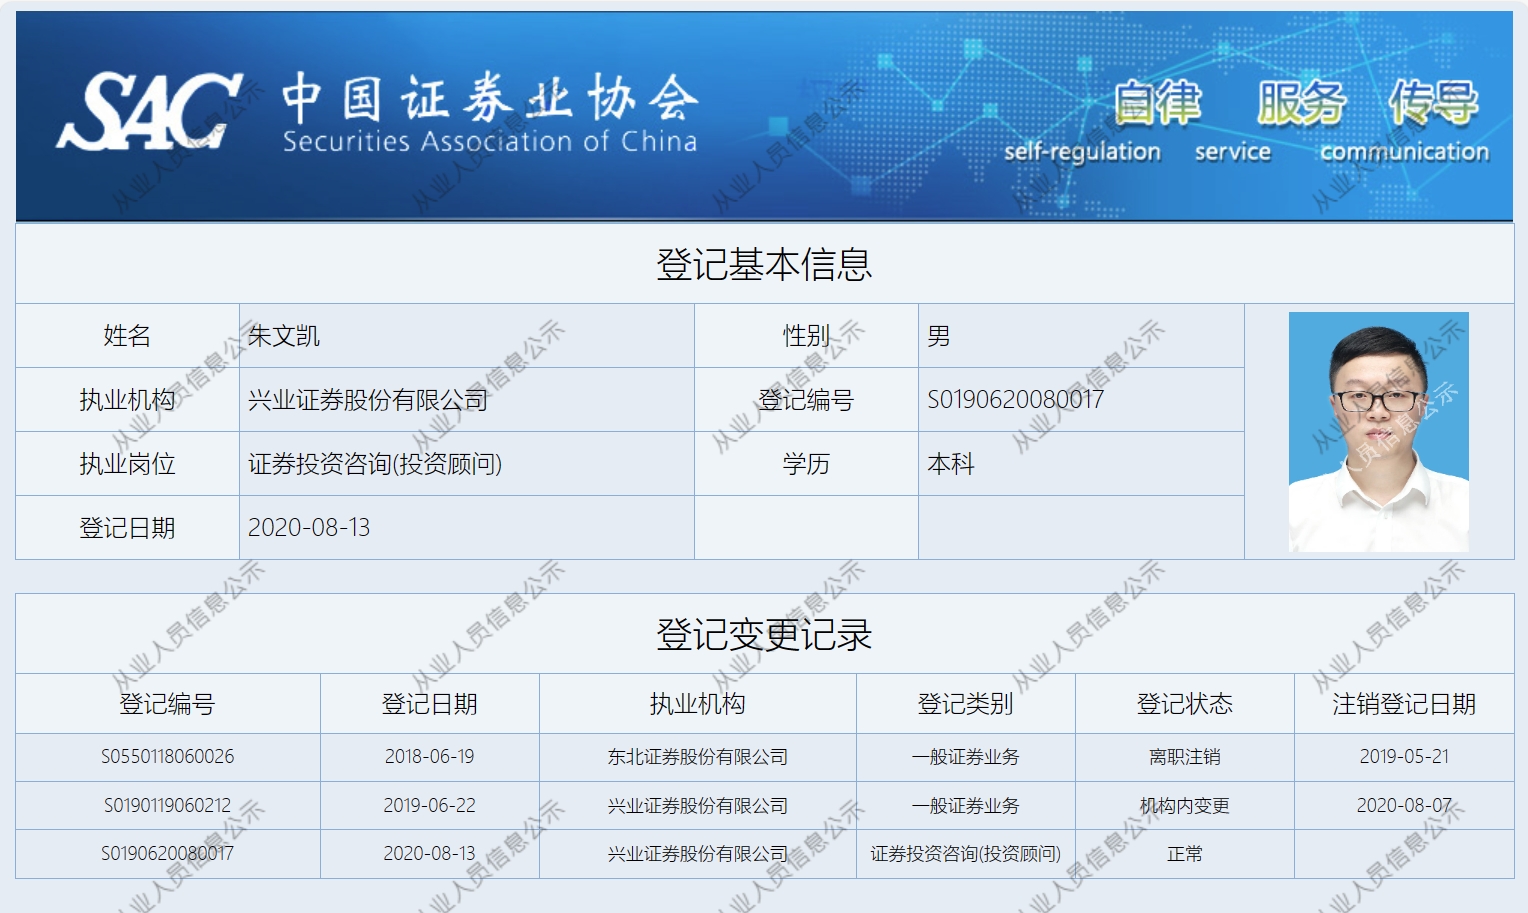 SAC 中国证券业协会
Securities Association of China
自律 服务 传导
self-regulation service communication
登记基本信息
姓名 朱文凯 性别 男
执业机构 兴业证券股份有限公司 登记编号 S0190620080017
执业岗位 证券投资咨询(投资顾问) 学历 本科
登记日期 2020-08-13
登记变更记录
登记编号 登记日期 执业机构 登记类别 登记状态 注销登记日期
S0550118060026 2018-06-19 东北证券股份有限公司 一般证券业务 离职注销 2019-05-21
S0190119060212 2019-06-22 兴业证券股份有限公司 一般证券业务 机构内变更 2020-08-07
S0190620080017 2020-08-13 兴业证券股份有限公司 证券投资咨询(投资顾问) 正常
从业人员信息公示